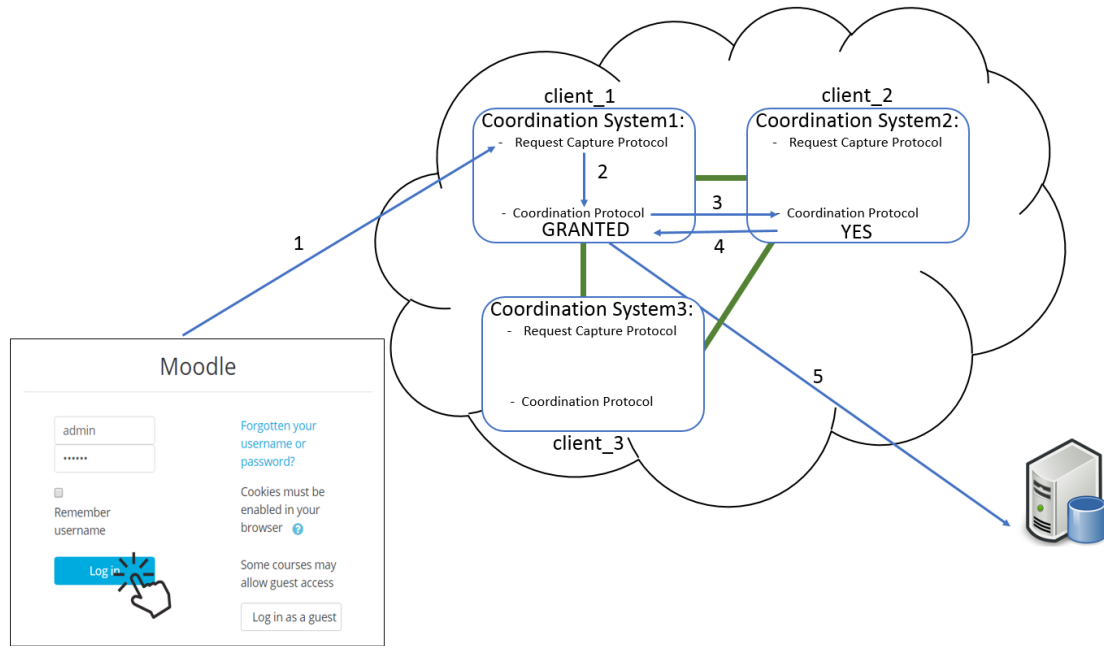 client_1
client_2
Coordination System1:
- Request Capture Protocol
2
- Coordination Protocol
GRANTED
Coordination System2:
- Request Capture Protocol
- Coordination Protocol
YES
3
4
1
Coordination System3:
- Request Capture Protocol
- Coordination Protocol
client_3
5
Moodle
admin
••••••
Remember
username
Log in
Forgotten your
username or
password?
Cookies must be
enabled in your
browser ?
Some courses may
allow guest access
Log in as a guest